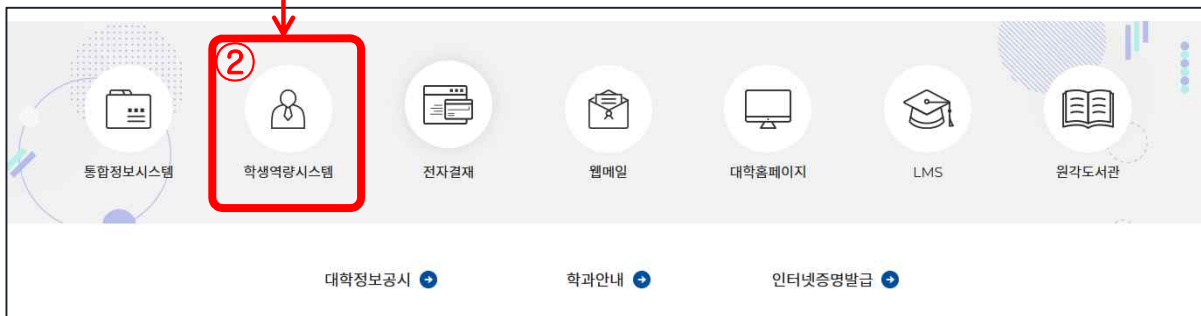 ②
통합정보시스템
학생역량시스템
전자결재
웹메일
대학홈페이지
LMS
원각도서관
대학정보공시
학과안내
인터넷증명발급